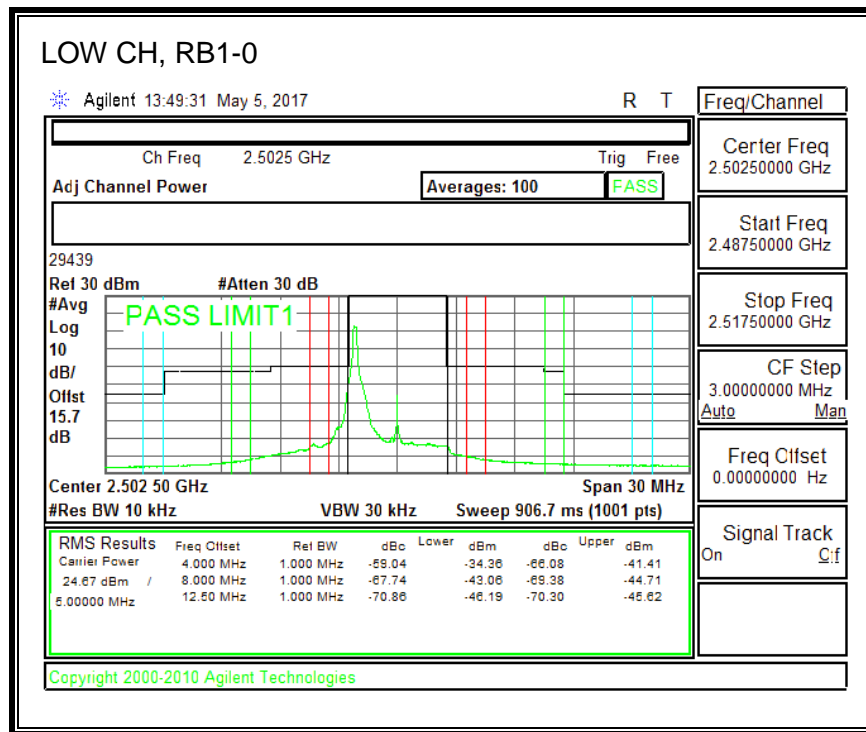 LOW CH, RB1-0
Agilent 13:49:31 May 5, 2017 R T
Ch Freq 2.5025 GHz Trig Free
Adj Channel Power Averages: 100 PASS
29439
Ref 30 dBm #Atten 30 dB
#Avg
Log
10
dB/
Offst
15.7
dB
PASS LIMIT1
Center 2.502 50 GHz Span 30 MHz
#Res BW 10 kHz VBW 30 kHz Sweep 906.7 ms (1001 pts)
RMS Results Freq Offset Ref BW dBc Lower dBm dBc Upper dBm
Carrier Power 4.000 MHz 1.000 MHz -59.04 -34.36 -66.08 -41.41
24.67 dBm / 8.000 MHz 1.000 MHz -67.74 -43.06 -69.38 -44.71
5.00000 MHz 12.50 MHz 1.000 MHz -70.86 -46.19 -70.30 -45.62
Copyright 2000-2010 Agilent Technologies
Freq/Channel
Center Freq
2.50250000 GHz
Start Freq
2.48750000 GHz
Stop Freq
2.51750000 GHz
CF Step
3.00000000 MHz
Auto Man
Freq Offset
0.00000000 Hz
Signal Track
On Off